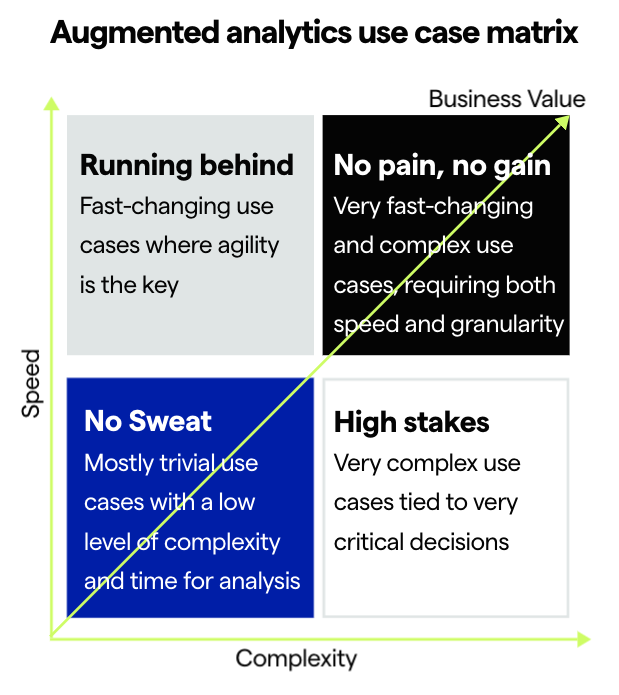 Augmented analytics use case matrix
Business Value
Running behind
Fast-changing use
cases where agility
is the key
No pain, no gain
Very fast-changing
and complex use
cases, requiring both
speed and granularity
Speed
No Sweat
Mostly trivial use
cases with a low
level of complexity
and time for analysis
High stakes
Very complex use
cases tied to very
critical decisions
Complexity